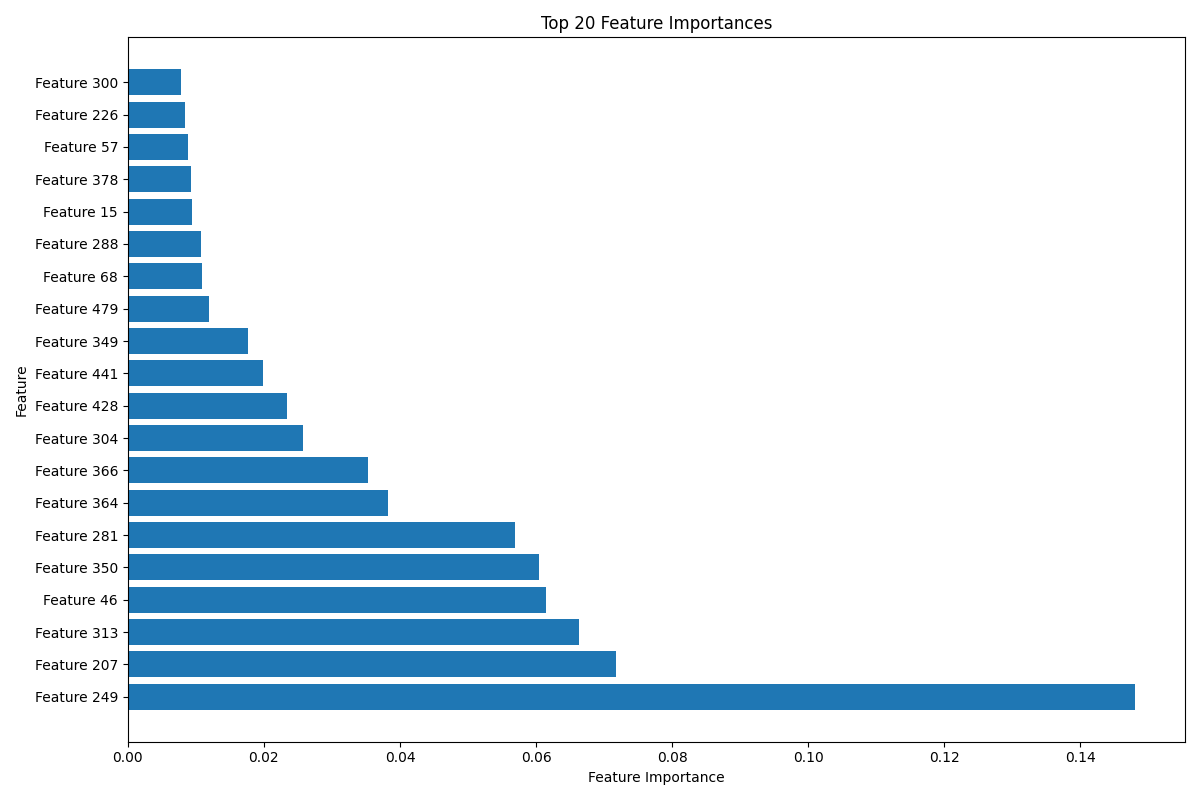 Top 20 Feature Importances
Feature
Feature 300
Feature 226
Feature 57
Feature 378
Feature 15
Feature 288
Feature 68
Feature 479
Feature 349
Feature 441
Feature 428
Feature 304
Feature 366
Feature 364
Feature 281
Feature 350
Feature 46
Feature 313
Feature 207
Feature 249
0.00 0.02 0.04 0.06 0.08 0.10 0.12 0.14
Feature Importance